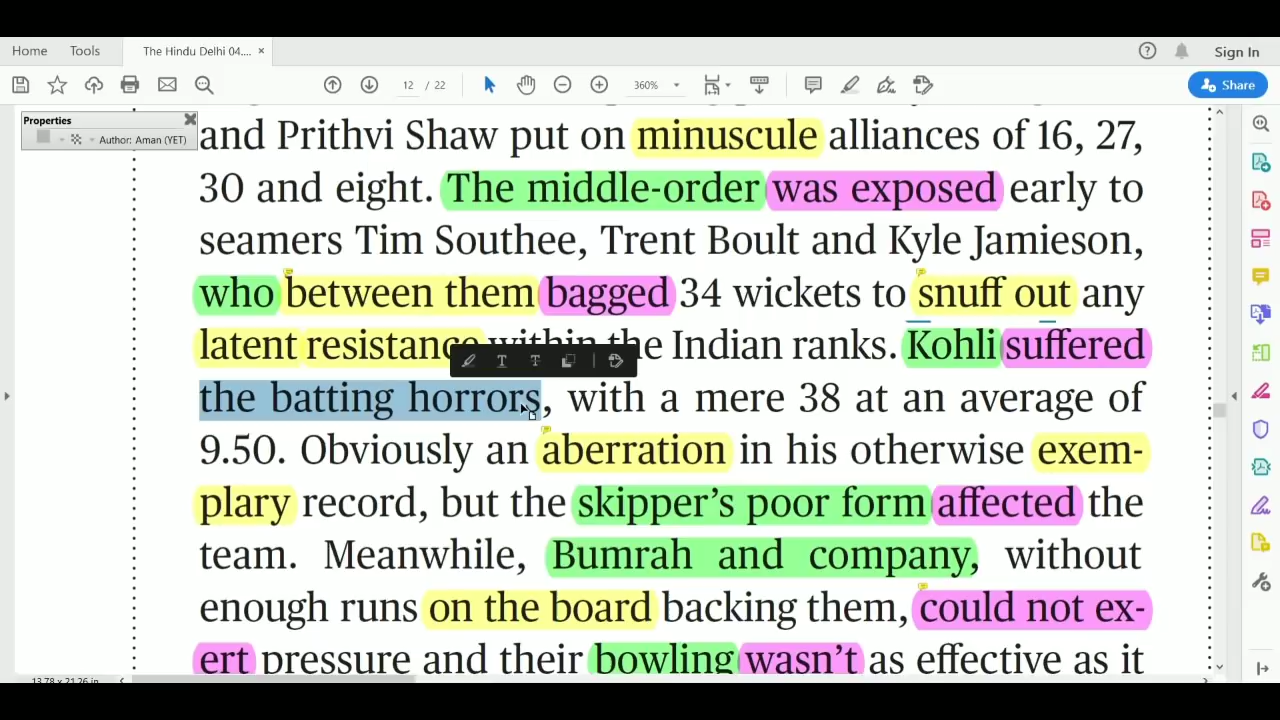 Home Tools The Hindu Delhi 04.... × Sign In
12 / 22 360% Share
Properties
Author: Aman (YET)
and Prithvi Shaw put on minuscule alliances of 16, 27,
30 and eight. The middle-order was exposed early to
seamers Tim Southee, Trent Boult and Kyle Jamieson,
who between them bagged 34 wickets to snuff out any
latent resistance within the Indian ranks. Kohli suffered
the batting horrors, with a mere 38 at an average of
9.50. Obviously an aberration in his otherwise exem-
plary record, but the skipper's poor form affected the
team. Meanwhile, Bumrah and company, without
enough runs on the board backing them, could not ex-
ert pressure and their bowling wasn't as effective as it
13.78 x 21.26 in